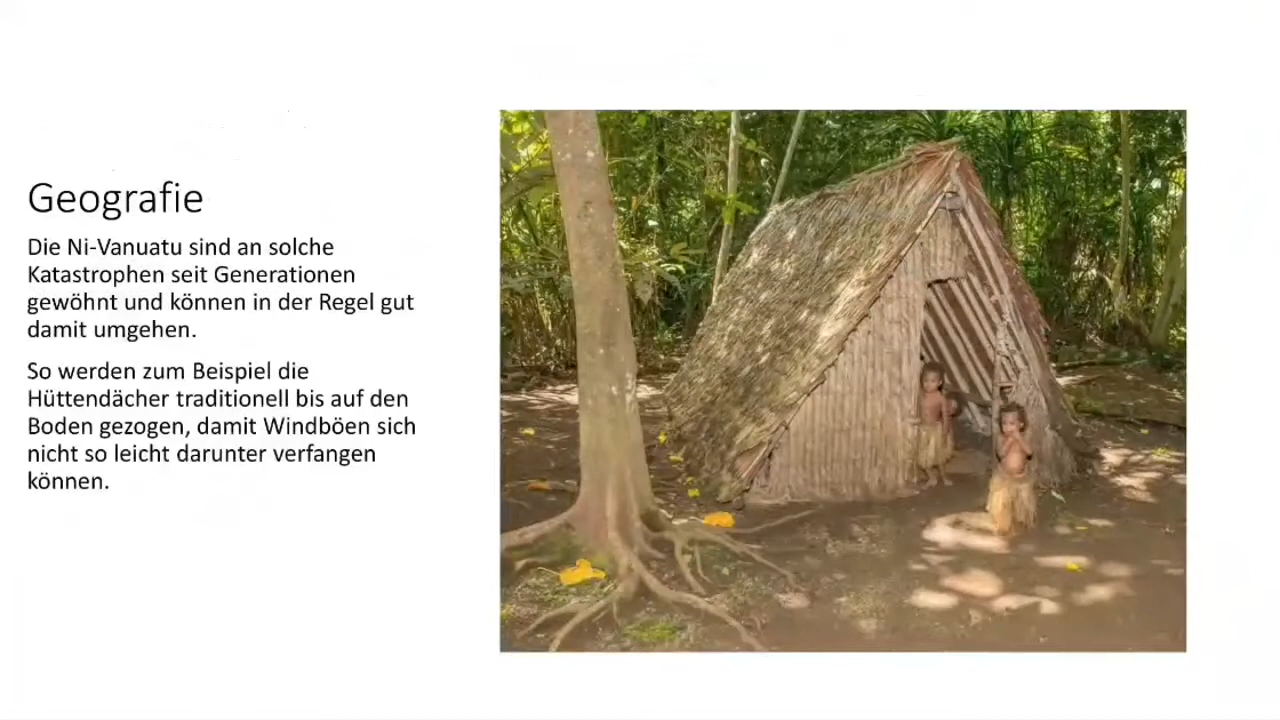 Geografie
Die Ni-Vanuatu sind an solche
Katastrophen seit Generationen
gewöhnt und können in der Regel gut
damit umgehen.
So werden zum Beispiel die
Hüttendächer traditionell bis auf den
Boden gezogen, damit Windböen sich
nicht so leicht darunter verfangen
können.